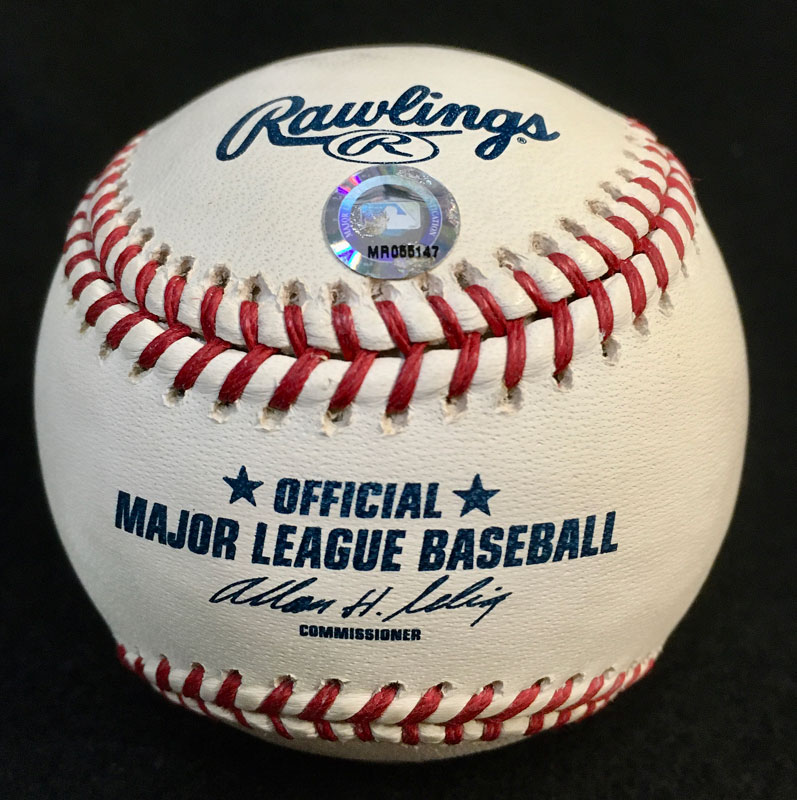 Rawlings
®
R
MR055147
OFFICIAL
MAJOR LEAGUE BASEBALL
Allan H. Selig
COMMISSIONER